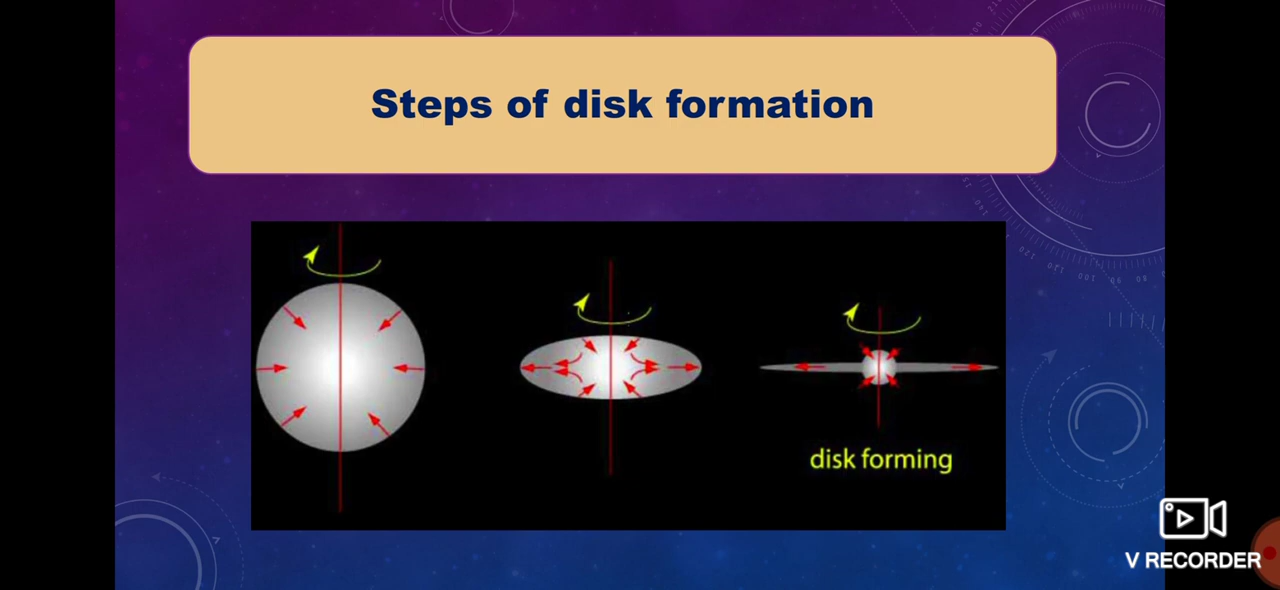 Steps of disk formation
disk forming
V RECORDER